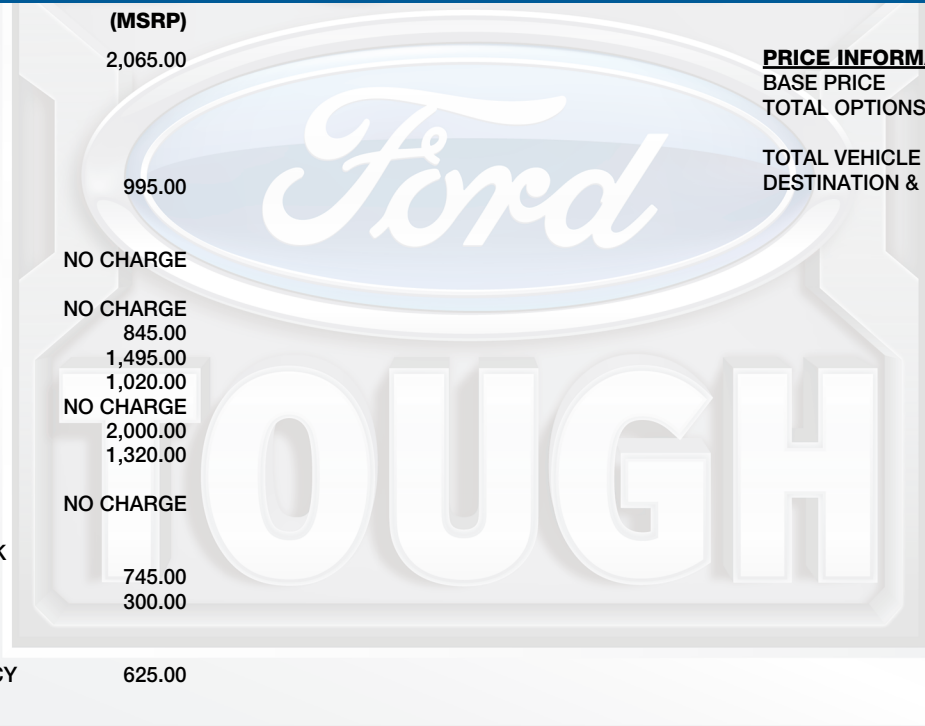 (MSRP)
2,065.00
995.00
NO CHARGE
NO CHARGE
845.00
1,495.00
1,020.00
NO CHARGE
2,000.00
1,320.00
NO CHARGE
K
745.00
300.00
CY 625.00
PRICE INFORMA
BASE PRICE
TOTAL OPTIONS
TOTAL VEHICLE
DESTINATION &
Ford
TOUGH